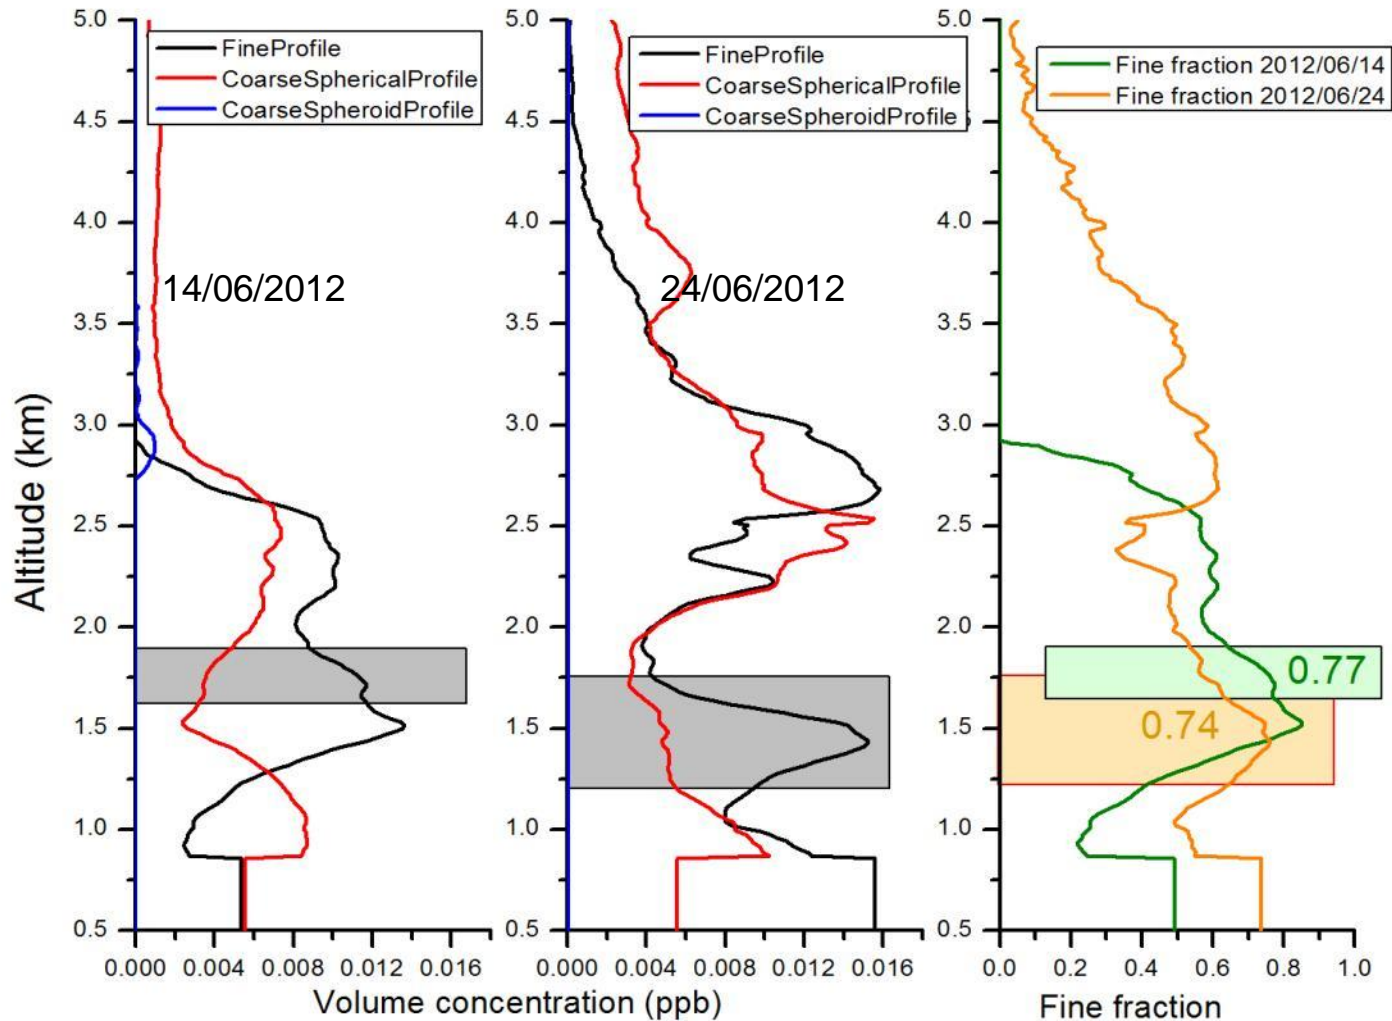 FineProfile
CoarseSphericalProfile
CoarseSpheroidProfile
14/06/2012
5.0
4.5
4.0
3.5
3.0
2.5
2.0
1.5
1.0
0.5
0.000 0.004 0.008 0.012 0.016
Altitude (km)
FineProfile
CoarseSphericalProfile
CoarseSpheroidProfile
24/06/2012
5.0
4.5
4.0
3.5
3.0
2.5
2.0
1.5
1.0
0.5
0.000 0.004 0.008 0.012 0.016
Volume concentration (ppb)
Fine fraction 2012/06/14
Fine fraction 2012/06/24
5.0
4.0
3.5
3.0
2.5
2.0
1.5
1.0
0.5
0.77
0.74
0.0 0.2 0.4 0.6 0.8 1.0
Fine fraction